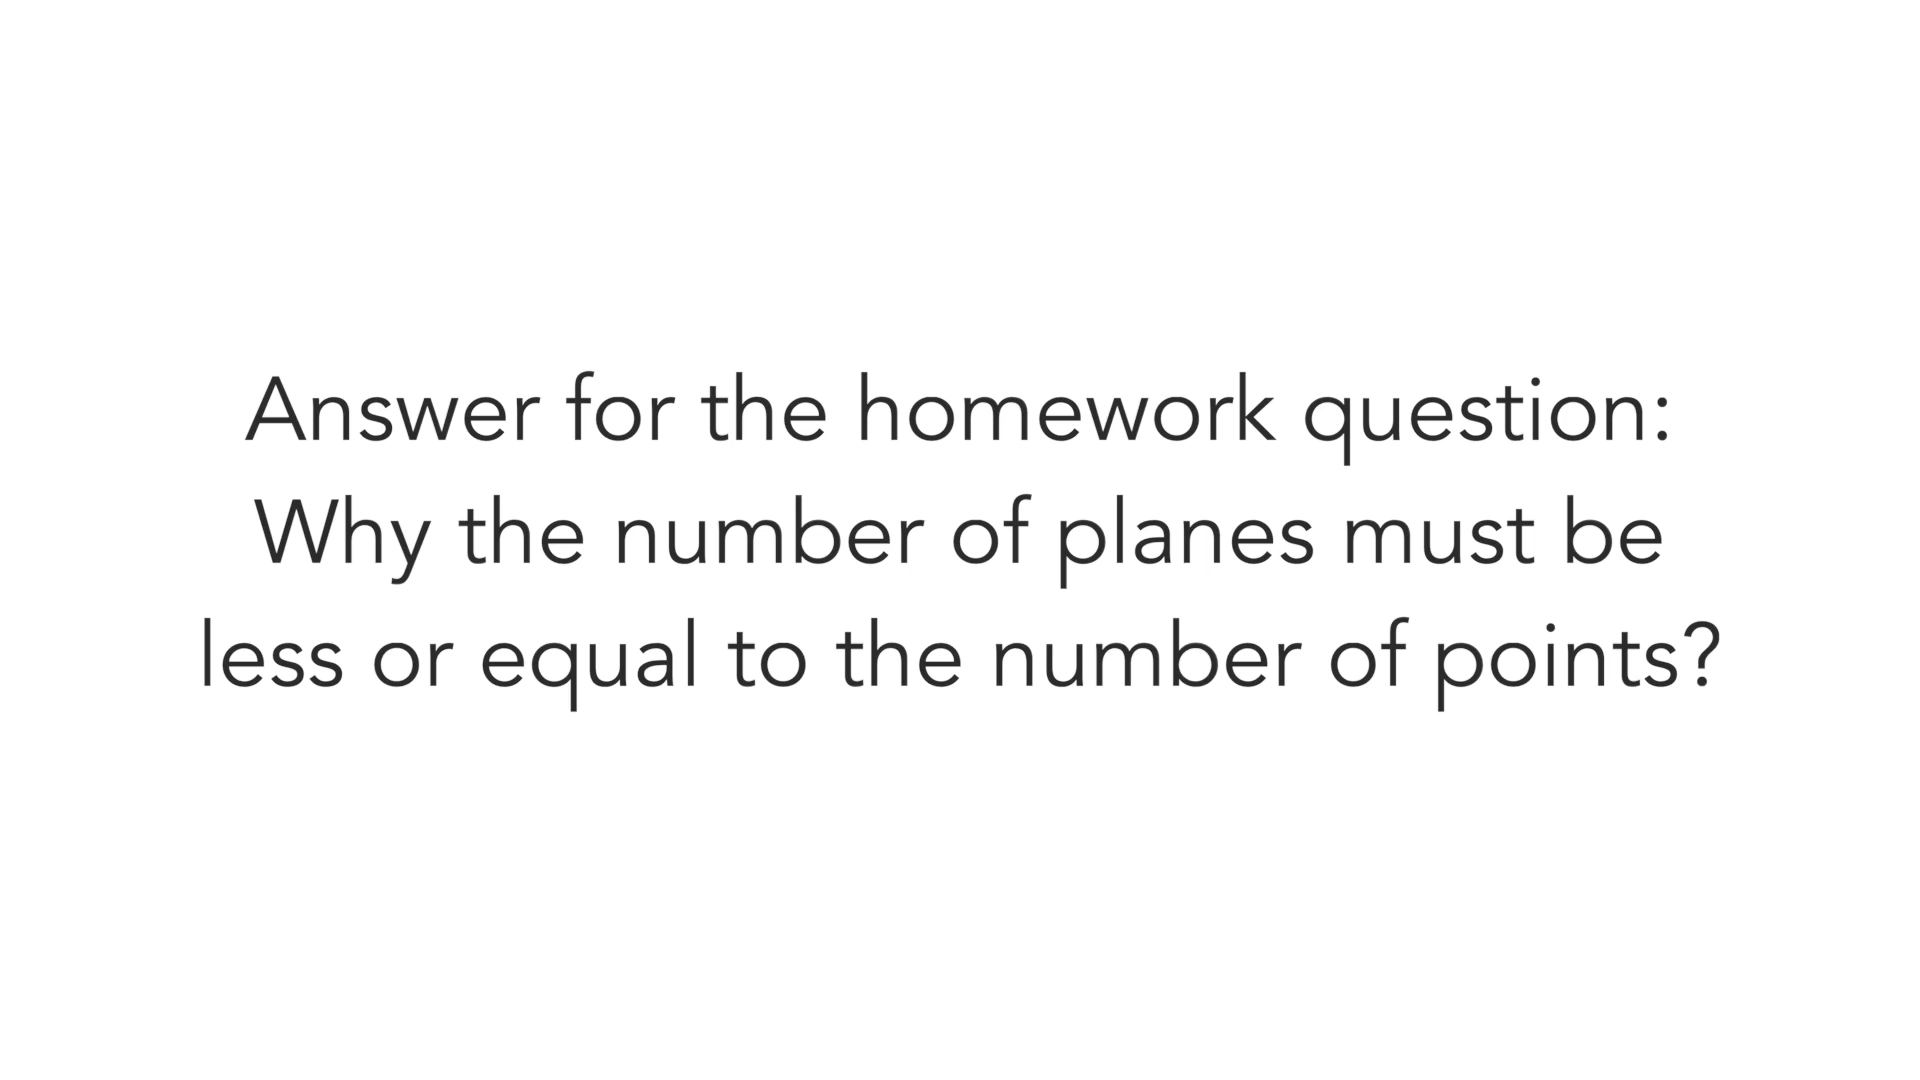 Answer for the homework question:
Why the number of planes must be
less or equal to the number of points?